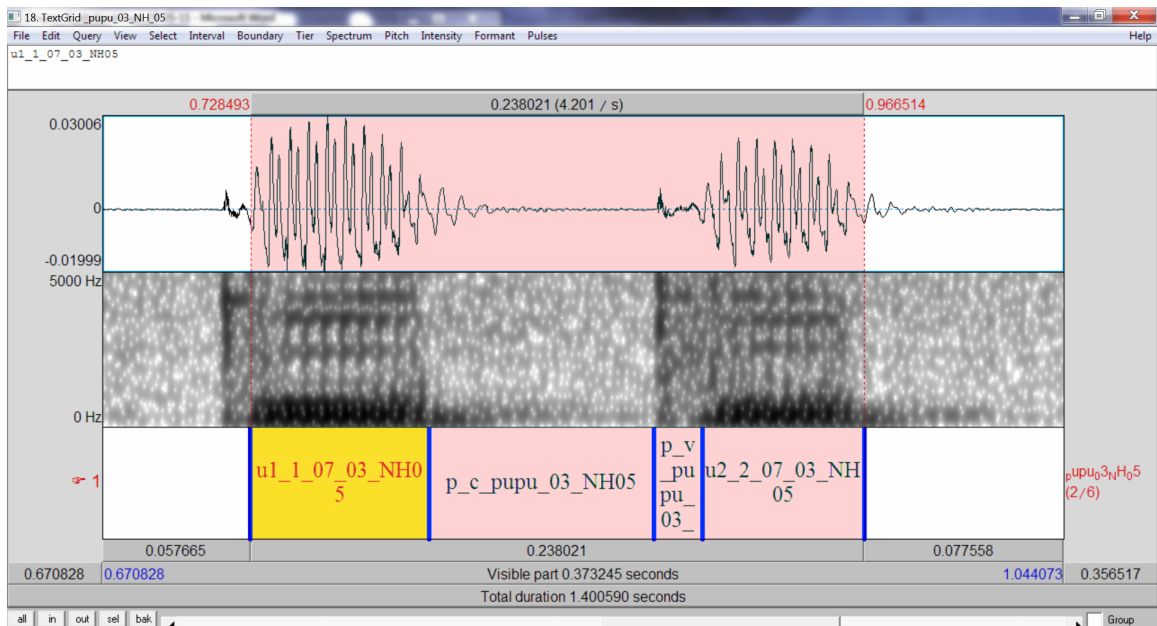 18. TextGrid _pupu_03_NH_05
File Edit Query View Select Interval Boundary Tier Spectrum Pitch Intensity Formant Pulses Help
u1_1_07_03_NH05
0.728493 0.238021 (4.201 / s) 0.966514
0.03006
0
-0.01999
5000 Hz
0 Hz
1
u1_1_07_03_NH0
5
p_c_pupu_03_NH05
p_v
_pu
pu_
03_
u2_2_07_03_NH
05
pupu03NH05
(2/6)
0.057665 0.238021 0.077558
0.670828 0.670828 Visible part 0.373245 seconds 1.044073 0.356517
Total duration 1.400590 seconds
all in out sel bak Group